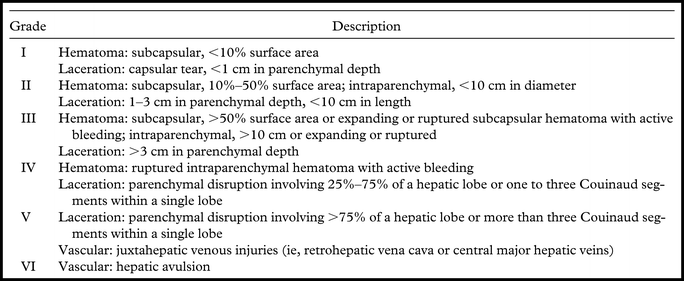 Grade Description
I Hematoma: subcapsular, <10% surface area
Laceration: capsular tear, <1 cm in parenchymal depth
II Hematoma: subcapsular, 10%–50% surface area; intraparenchymal, <10 cm in diameter
Laceration: 1–3 cm in parenchymal depth, <10 cm in length
III Hematoma: subcapsular, >50% surface area or expanding or ruptured subcapsular hematoma with active
bleeding; intraparenchymal, >10 cm or expanding or ruptured
Laceration: >3 cm in parenchymal depth
IV Hematoma: ruptured intraparenchymal hematoma with active bleeding
Laceration: parenchymal disruption involving 25%–75% of a hepatic lobe or one to three Couinaud seg-
ments within a single lobe
V Laceration: parenchymal disruption involving >75% of a hepatic lobe or more than three Couinaud seg-
ments within a single lobe
Vascular: juxtahepatic venous injuries (ie, retrohepatic vena cava or central major hepatic veins)
VI Vascular: hepatic avulsion